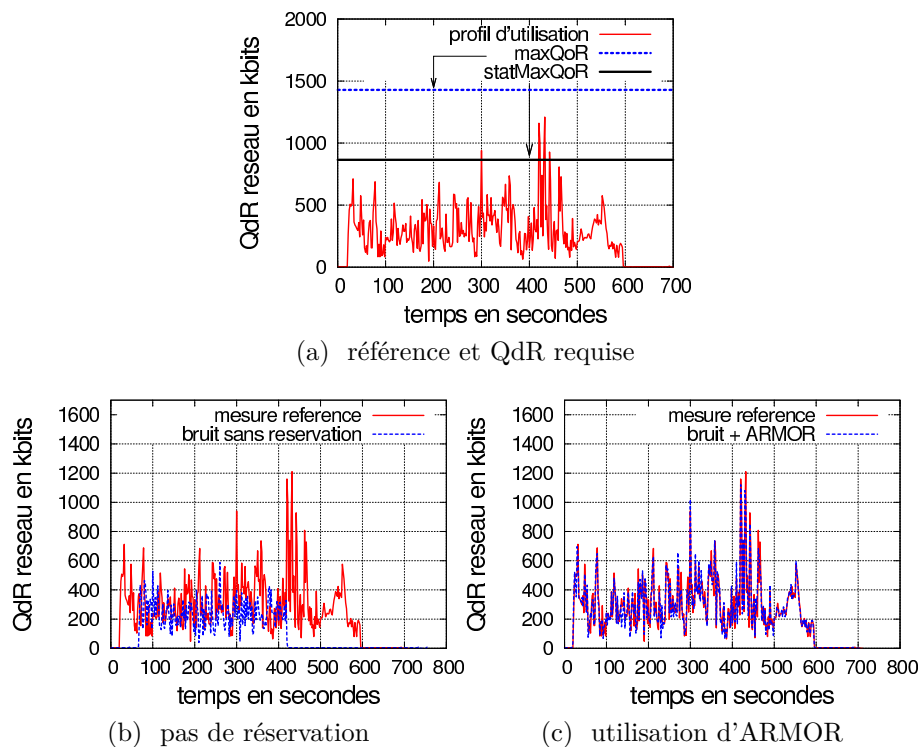 profil d'utilisation
maxQoR
statMaxQoR
QdR reseau en kbits
2000
1500
1000
500
0
0 100 200 300 400 500 600 700
temps en secondes
(a) référence et QdR requise
mesure reference
bruit sans reservation
QdR reseau en kbits
1600
1400
1200
1000
800
600
400
200
0
0 100 200 300 400 500 600 700 800
temps en secondes
(b) pas de réservation
mesure reference
bruit + ARMOR
QdR reseau en kbits
1600
1400
1200
1000
800
600
400
200
0
0 100 200 300 400 500 600 700 800
temps en secondes
(c) utilisation d'ARMOR